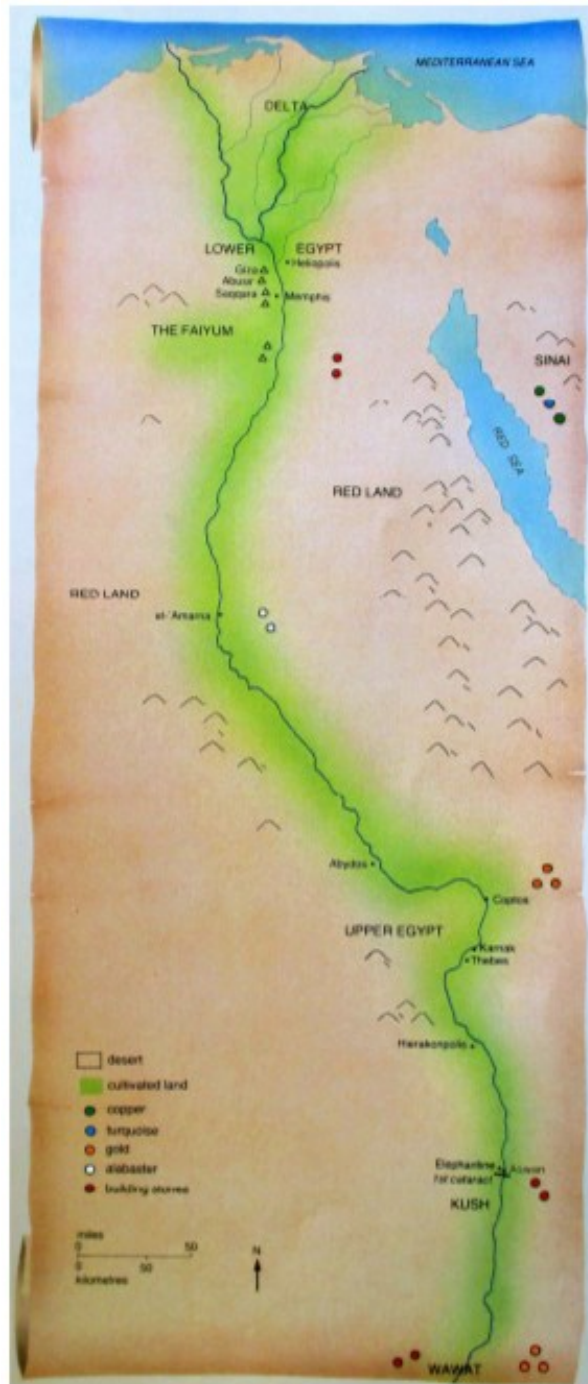 MEDITERRANEAN SEA
DELTA
LOWER EGYPT
Heliopolis
Giza
Abusir
Saqqara
Memphis
THE FAIYUM
SINAI
RED SEA
RED LAND
RED LAND
el-'Amarna
Abydos
Coptos
UPPER EGYPT
Karnak
Thebes
Hierakonpolis
desert
cultivated land
copper
turquoise
gold
alabaster
building stones
Elephantine
Aswan
1st cataract
KUSH
miles
0 50
0 50 100
kilometres
N
WAWAT